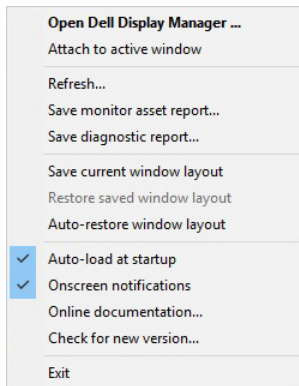 Open Dell Display Manager ...
Attach to active window
Refresh...
Save monitor asset report...
Save diagnostic report...
Save current window layout
Restore saved window layout
Auto-restore window layout
Auto-load at startup
Onscreen notifications
Online documentation...
Check for new version...
Exit